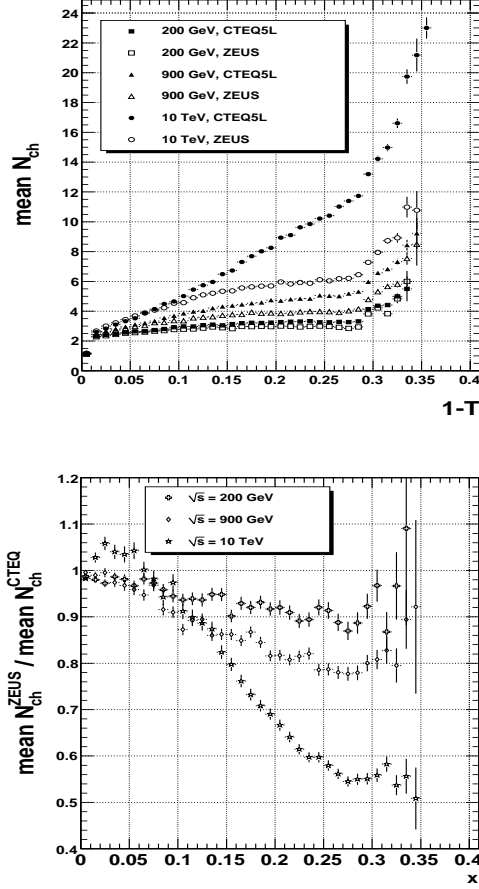 24
22
20
18
16
14
12
10
8
6
4
2
0
mean N_ch
200 GeV, CTEQ5L
200 GeV, ZEUS
900 GeV, CTEQ5L
900 GeV, ZEUS
10 TeV, CTEQ5L
10 TeV, ZEUS
0 0.05 0.1 0.15 0.2 0.25 0.3 0.35 0.4
1-T
1.2
1.1
1
0.9
0.8
0.7
0.6
0.5
0.4
mean N_ch^ZEUS / mean N_ch^CTEQ
√s = 200 GeV
√s = 900 GeV
√s = 10 TeV
0 0.05 0.1 0.15 0.2 0.25 0.3 0.35 0.4
x